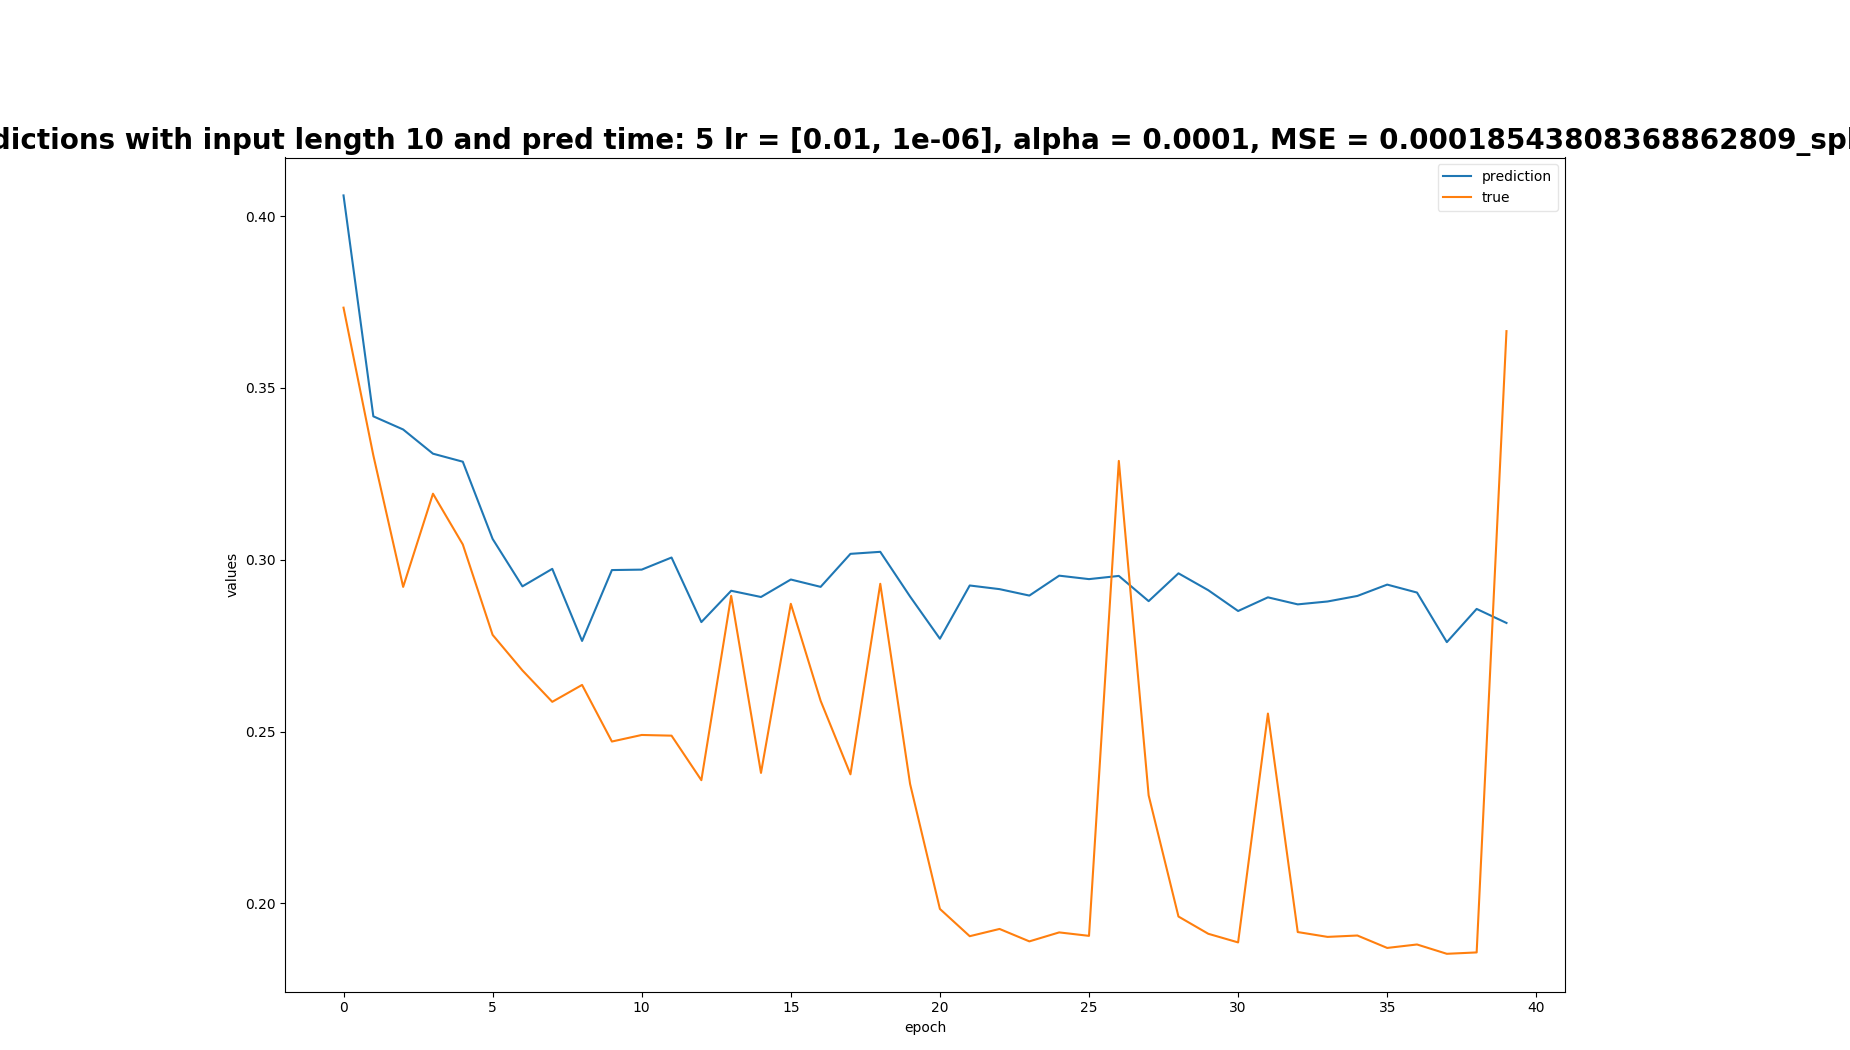 dictions with input length 10 and pred time: 5 lr = [0.01, 1e-06], alpha = 0.0001, MSE = 0.00018543808368862809_spl
prediction
true
0.40
0.35
0.30
0.25
0.20
values
0 5 10 15 20 25 30 35 40
epoch